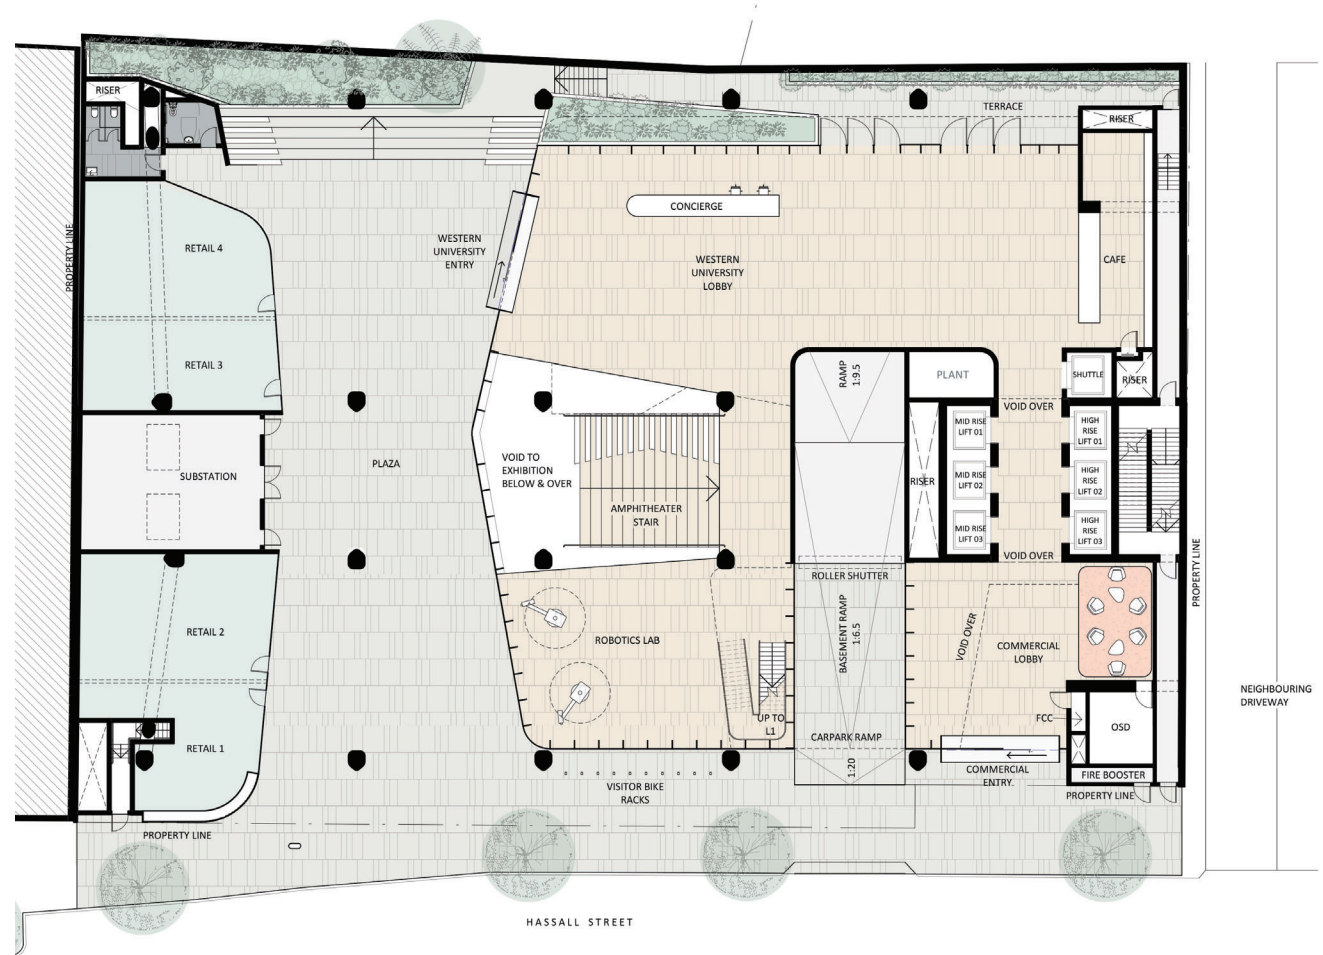 RISER
TERRACE
RISER
PROPERTY LINE
RETAIL 4
CONCIERGE
WESTERN
UNIVERSITY
ENTRY
WESTERN
UNIVERSITY
LOBBY
CAFE
RETAIL 3
RAMP
1:9.5
PLANT
SHUTTLE
RISER
VOID OVER
MID RISE
LIFT 01
HIGH
RISE
LIFT 01
PLAZA
VOID TO
EXHIBITION
BELOW & OVER
SUBSTATION
RISER
MID RISE
LIFT 02
HIGH
RISE
LIFT 02
AMPHITHEATER
STAIR
MID RISE
LIFT 03
HIGH
RISE
LIFT 03
VOID OVER
PROPERTY LINE
ROLLER SHUTTER
BASEMENT RAMP
1:6.5
RETAIL 2
ROBOTICS LAB
VOID OVER
COMMERCIAL
LOBBY
NEIGHBOURING
DRIVEWAY
UP TO
L1
FCC
OSD
CARPARK RAMP
RETAIL 1
1:20
COMMERCIAL
ENTRY
FIRE BOOSTER
VISITOR BIKE
RACKS
PROPERTY LINE
PROPERTY LINE
HASSALL STREET